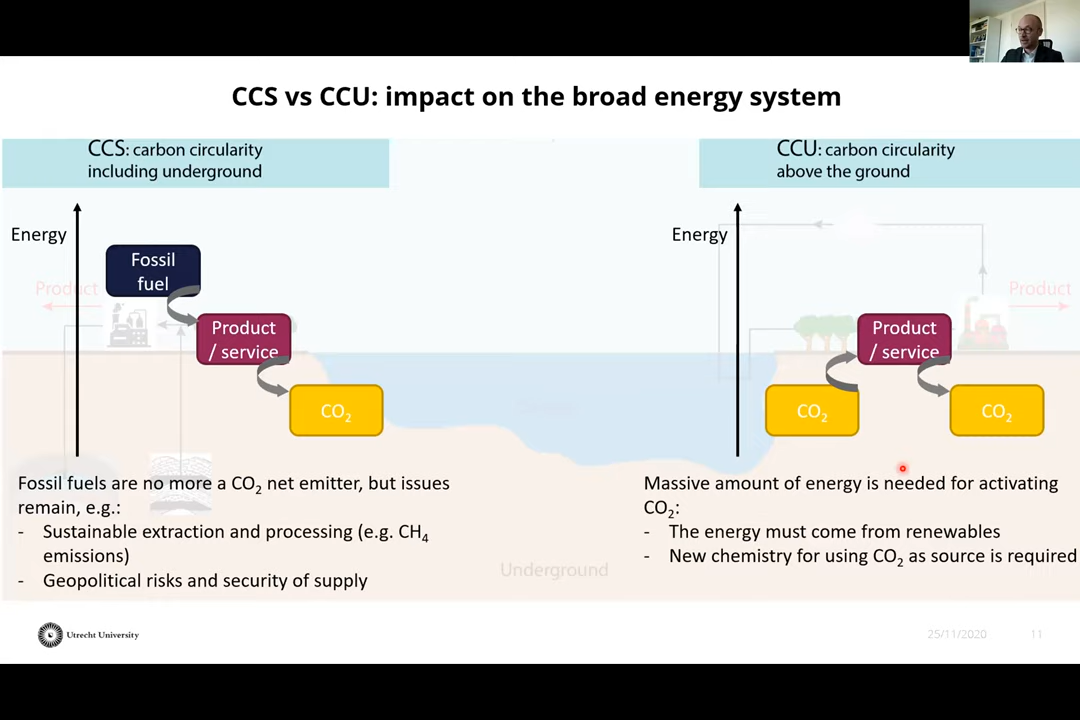 CCS vs CCU: impact on the broad energy system
CCS: carbon circularity
including underground
Energy
Fossil
fuel
Product
Product
/ service
CO₂
Fossil fuels are no more a CO₂ net emitter, but issues
remain, e.g.:
- Sustainable extraction and processing (e.g. CH₄
emissions)
- Geopolitical risks and security of supply
CCU: carbon circularity
above the ground
Energy
Product
Product
/ service
CO₂
CO₂
Massive amount of energy is needed for activating
CO₂:
- The energy must come from renewables
- New chemistry for using CO₂ as source is required
Underground
Utrecht University
25/11/2020
11